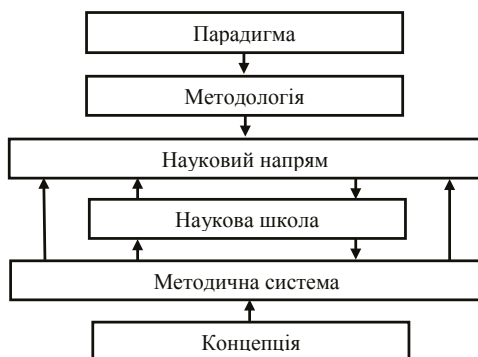 Парадигма
Методологія
Науковий напрям
Наукова школа
Методична система
Концепція